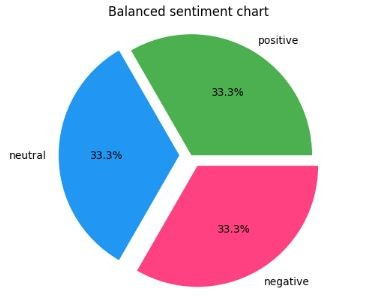 Balanced sentiment chart
positive
33.3%
neutral
33.3%
33.3%
negative